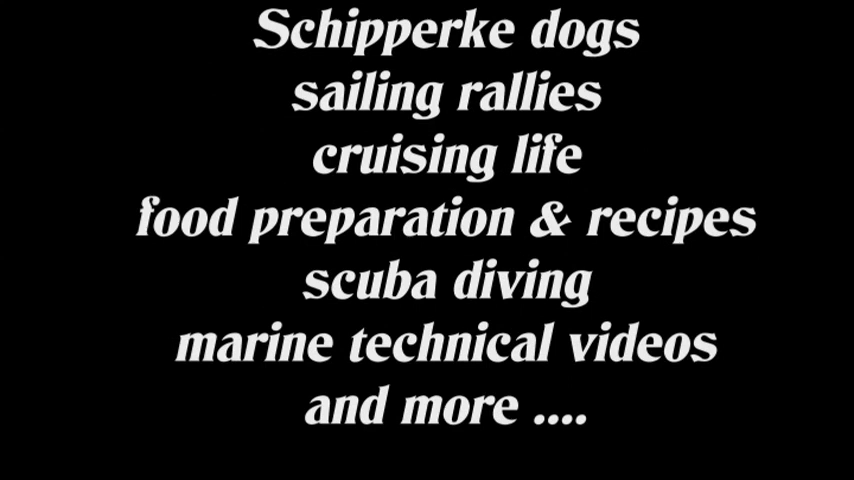 Schipperke dogs
sailing rallies
cruising life
food preparation & recipes
scuba diving
marine technical videos
and more ....